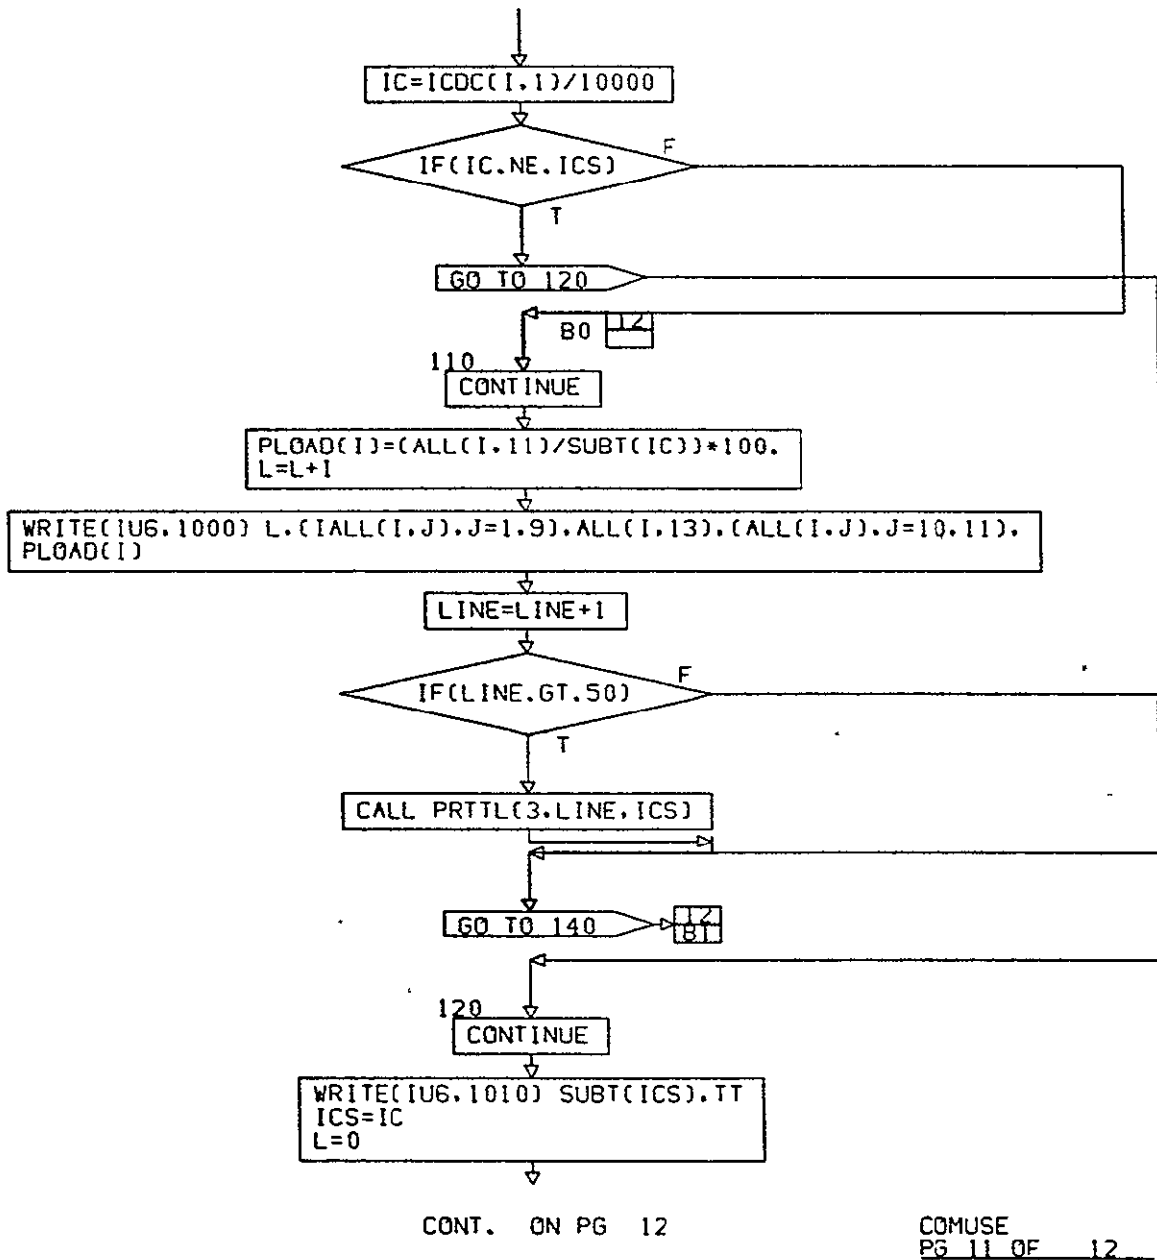 IC=ICDC(I,1)/10000
F
IF(IC.NE.ICS)
T
GO TO 120
B0 12
110
CONTINUE
PLOAD(I)=(ALL(I,11)/SUBT(IC))*100.
L=L+I
WRITE(IU6,1000) L,(IALL(I,J),J=1,9),ALL(I,13),(ALL(I,J),J=10,11),
PLOAD(I)
LINE=LINE+1
F
IF(LINE.GT.50)
T
CALL PRTTL(3,LINE,ICS)
GO TO 140
12
B1
120
CONTINUE
WRITE(IU6,1010) SUBT(ICS),TT
ICS=IC
L=0
CONT. ON PG 12
COMUSE
PG 11 OF 12